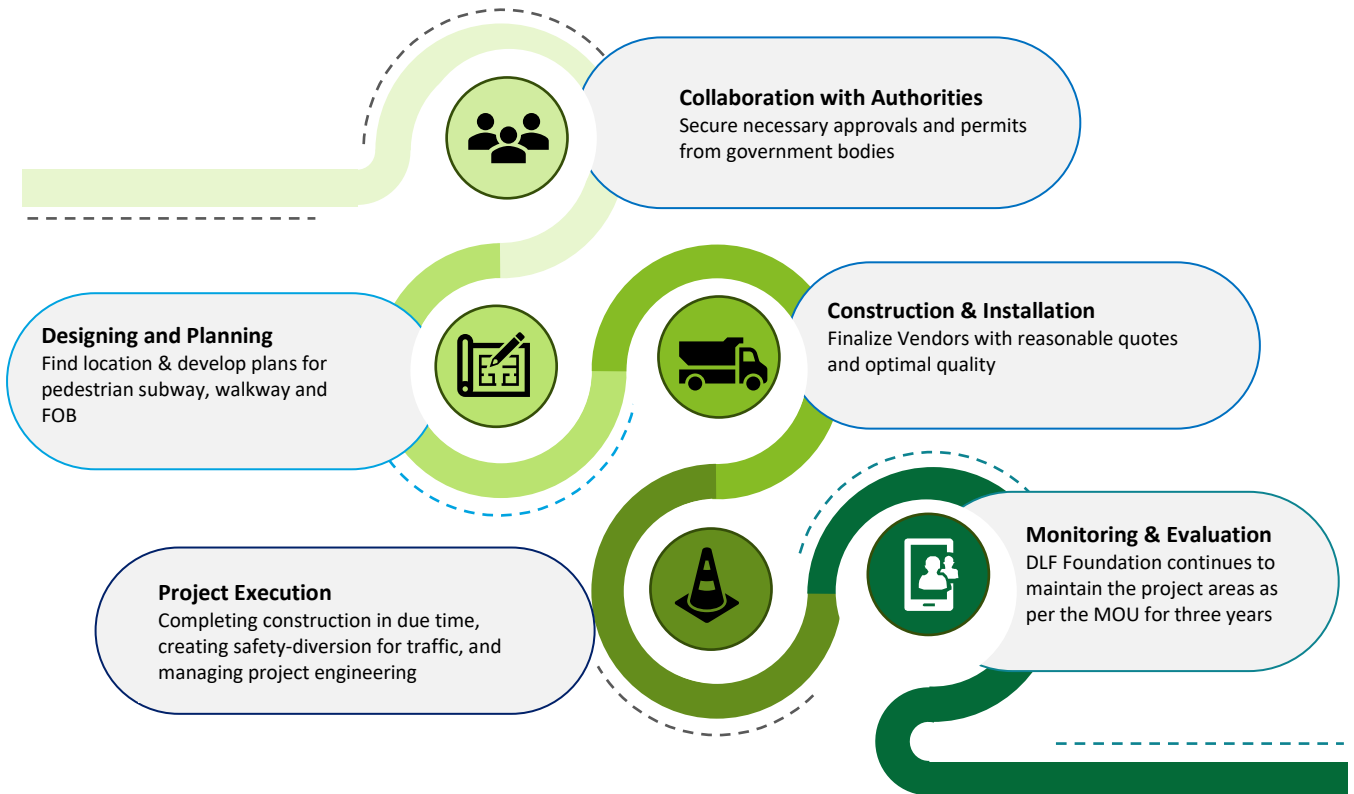 Collaboration with Authorities
Secure necessary approvals and permits
from government bodies
Designing and Planning
Find location & develop plans for
pedestrian subway, walkway and
FOB
Construction & Installation
Finalize Vendors with reasonable quotes
and optimal quality
Project Execution
Completing construction in due time,
creating safety-diversion for traffic, and
managing project engineering
Monitoring & Evaluation
DLF Foundation continues to
maintain the project areas as
per the MOU for three years